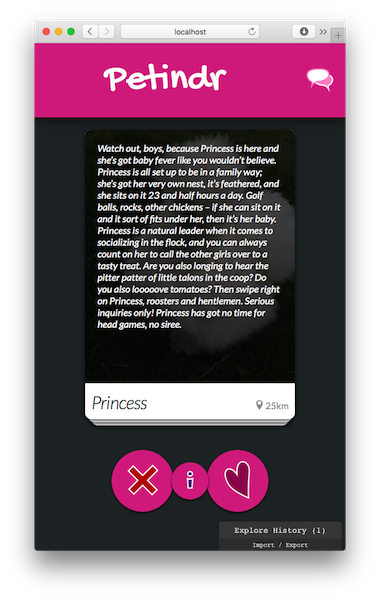 localhost
Petindr
Watch out, boys, because Princess is here and
she's got baby fever like you wouldn't believe.
Princess is all set up to be in a family way;
she's got her very own nest, it's feathered, and
she sits on it 23 and half hours a day. Golf
balls, rocks, other chickens – if she can sit on it
and it sort of fits under her, then it's her baby.
Princess is a natural leader when it comes to
socializing in the flock, and you can always
count on her to call the other girls over to a
tasty treat. Are you also longing to hear the
pitter patter of little talons in the coop? Do
you also looooove tomatoes? Then swipe right
on Princess, roosters and hentlemen. Serious
inquiries only! Princess has got no time for
head games, no siree.
Princess
25km
i
Explore History (1)
Import / Export